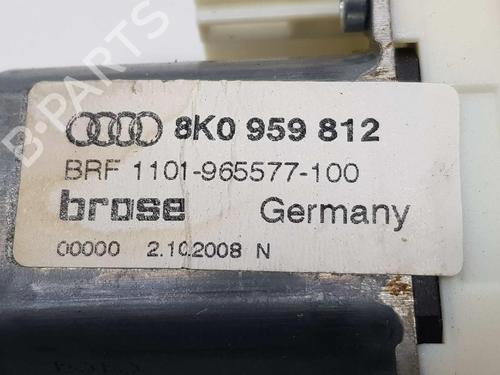 B-PARTS
8K0 959 812
BRF 1101-965577-100
brose Germany
00000 2.10.2008 N